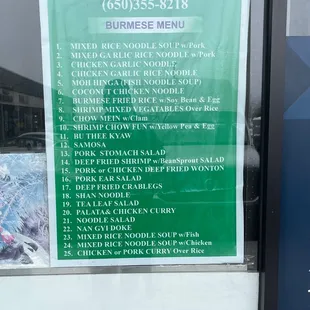 (650)355-8218
BURMESE MENU
1. MIXED RICE NOODLE SOUP w/Pork
2. MIXED GARLIC RICE NOODLE w/Pork
3. CHICKEN GARLIC NOODLE
4. CHICKEN GARLIC RICE NOODLE
5. MOHINGA (FISH NOODLE SOUP)
6. COCONUT CHICKEN NOODLE
7. BURMESE FRIED RICE w/Soy Bean & Egg
8. SHRIMP/MIXED VEGATABLES Over Rice
9. CHOW MEIN w/Clam
10. SHRIMP CHOW FUN w/Yellow Pea & Egg
11. BU THEE KYAW
12. SAMOSA
13. PORK STOMACH SALAD
14. DEEP FRIED SHRIMP w/BeanSprout SALAD
15. PORK or CHICKEN DEEP FRIED WONTON
16. PORK EAR SALAD
17. DEEP FRIED CRABLEGS
18. SHAN NOODLE
19. TEA LEAF SALAD
20. PALATA& CHICKEN CURRY
21. NOODLE SALAD
22. NAN GYI DOKE
23. MIXED RICE NOODLE SOUP w/Fish
24. MIXED RICE NOODLE SOUP w/Chicken
25. CHICKEN or PORK CURRY Over Rice